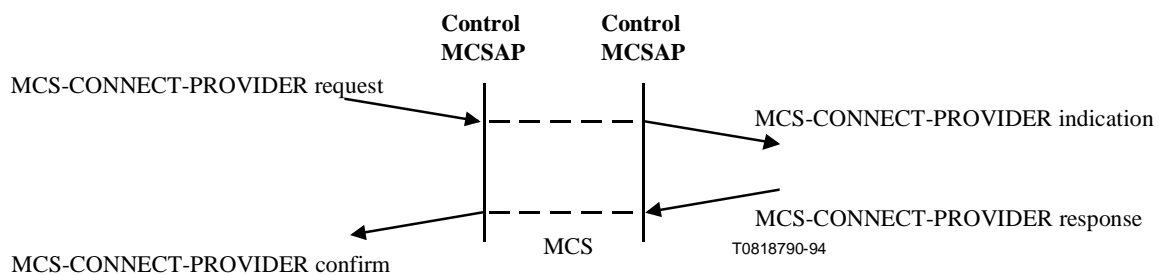 Control
MCSAP
Control
MCSAP
MCS-CONNECT-PROVIDER request
MCS-CONNECT-PROVIDER indication
MCS-CONNECT-PROVIDER response
MCS
T0818790-94
MCS-CONNECT-PROVIDER confirm